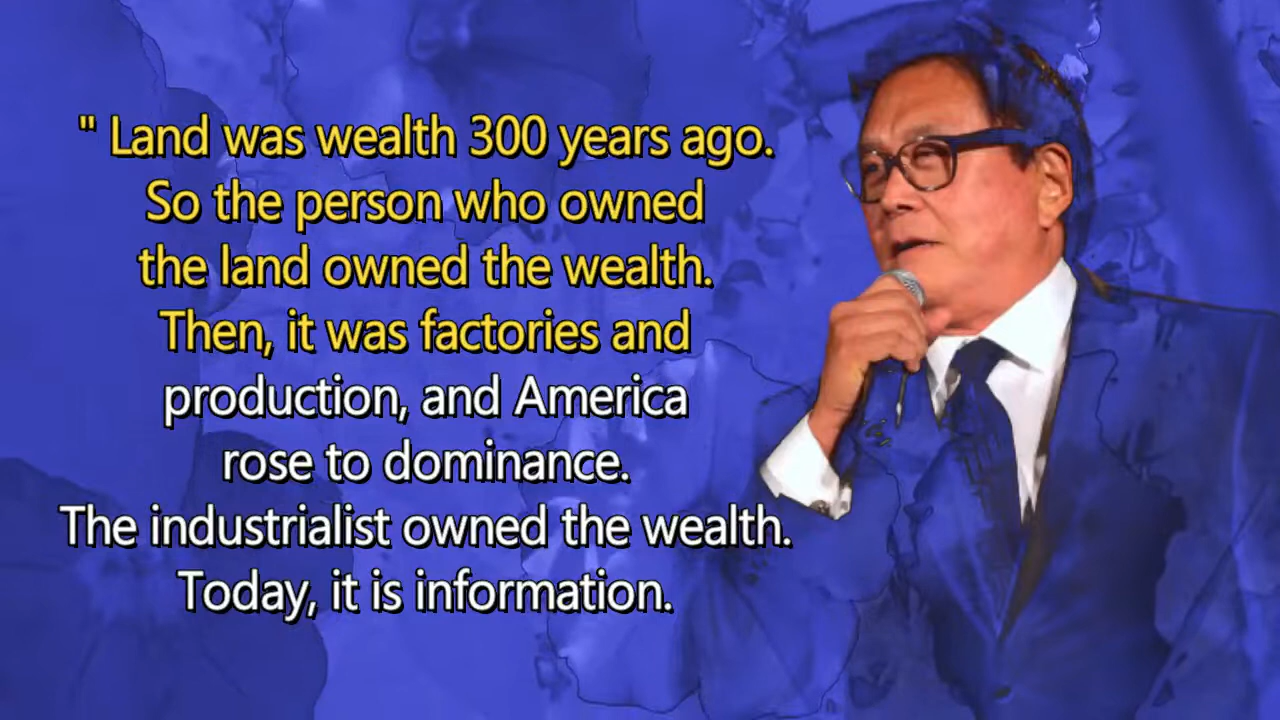 " Land was wealth 300 years ago.
So the person who owned
the land owned the wealth.
Then, it was factories and
production, and America
rose to dominance.
The industrialist owned the wealth.
Today, it is information.